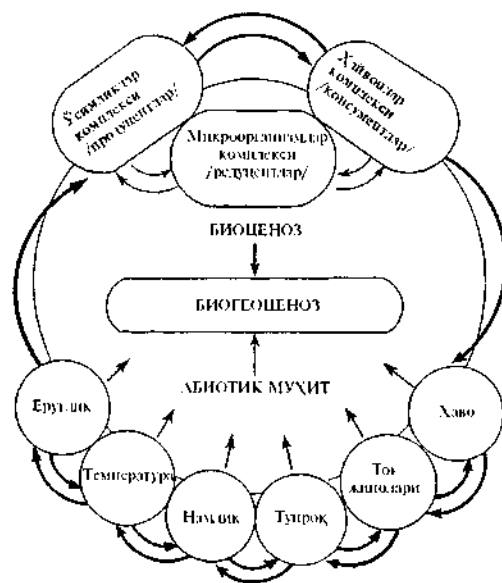 Ўсимликлар
комплекси
/продуцентлар/
Ҳайвонлар
комплекси
/консументлар/
Микроорганизмлар
комплекси
/редуцентлар/
БИОЦЕНОЗ
БИОГЕОЦЕНОЗ
АБИОТИК МУҲИТ
Ёруғлик
Температура
Намлик
Тупроқ
Тоғ
жинслари
Ҳаво